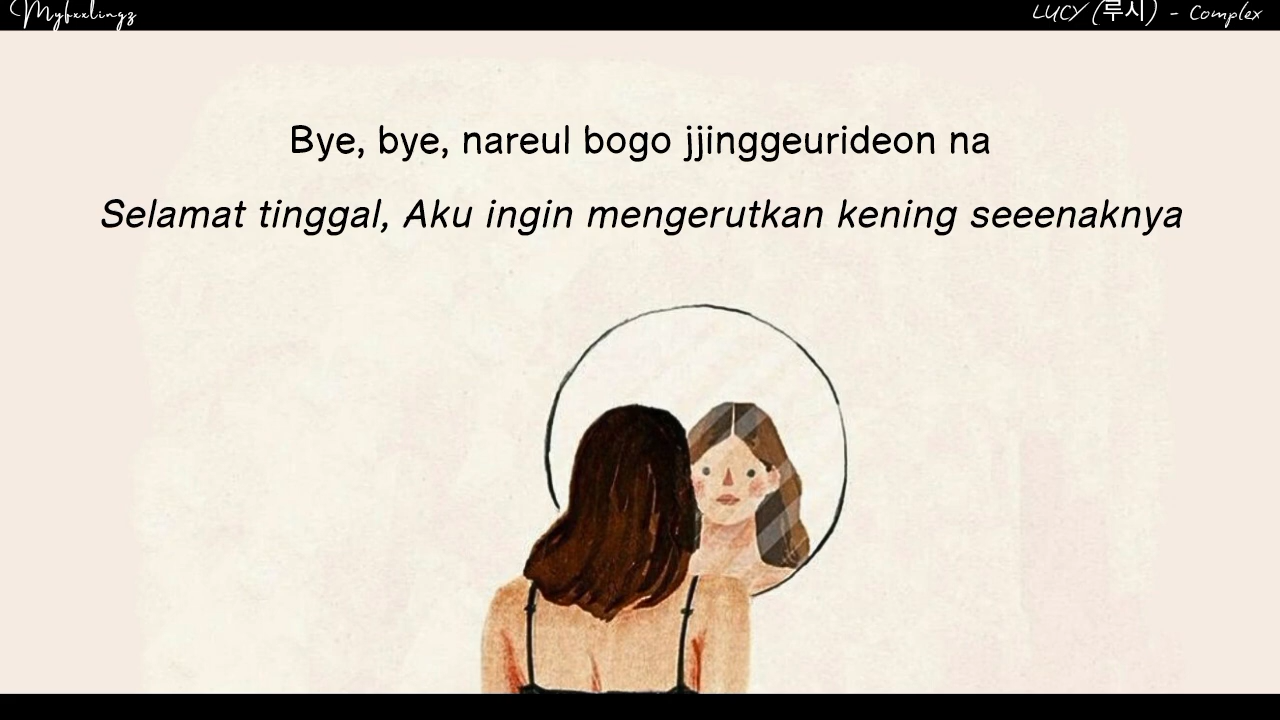 Mybxxlingz
LUCY (루시) - Complex
Bye, bye, nareul bogo jjinggeurideon na
Selamat tinggal, Aku ingin mengerutkan kening seeenaknya